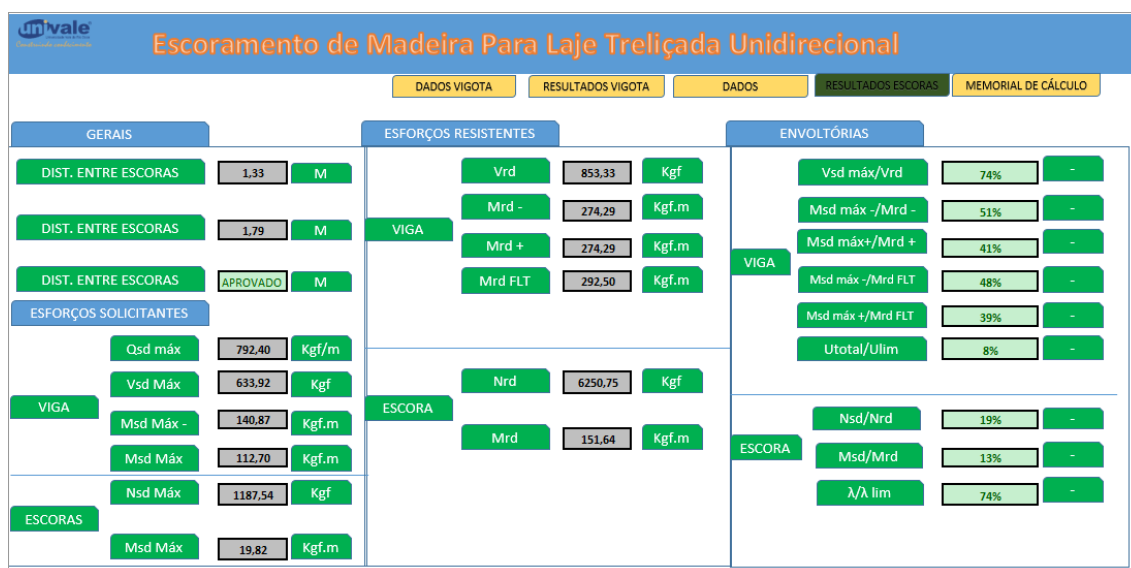 univale
Escoramento de Madeira Para Laje Treliçada Unidirecional
DADOS VIGOTA RESULTADOS VIGOTA DADOS RESULTADOS ESCORAS MEMORIAL DE CÁLCULO
GERAIS
DIST. ENTRE ESCORAS 1,33 M
DIST. ENTRE ESCORAS 1,79 M
DIST. ENTRE ESCORAS APROVADO M
ESFORÇOS SOLICITANTES
VIGA
Qsd máx 792,40 Kgf/m
Vsd Máx 633,92 Kgf
Msd Máx - 140,87 Kgf.m
Msd Máx 112,70 Kgf.m
ESCORAS
Nsd Máx 1187,54 Kgf
Msd Máx 19,82 Kgf.m
ESFORÇOS RESISTENTES
VIGA
Vrd 853,33 Kgf
Mrd - 274,29 Kgf.m
Mrd + 274,29 Kgf.m
Mrd FLT 292,50 Kgf.m
ESCORA
Nrd 6250,75 Kgf
Mrd 151,64 Kgf.m
ENVOLTÓRIAS
VIGA
Vsd máx/Vrd 74% -
Msd máx -/Mrd - 51% -
Msd máx+/Mrd + 41% -
Msd máx -/Mrd FLT 48% -
Msd máx +/Mrd FLT 39% -
Utotal/Ulim 8% -
ESCORA
Nsd/Nrd 19% -
Msd/Mrd 13% -
λ/λ lim 74% -